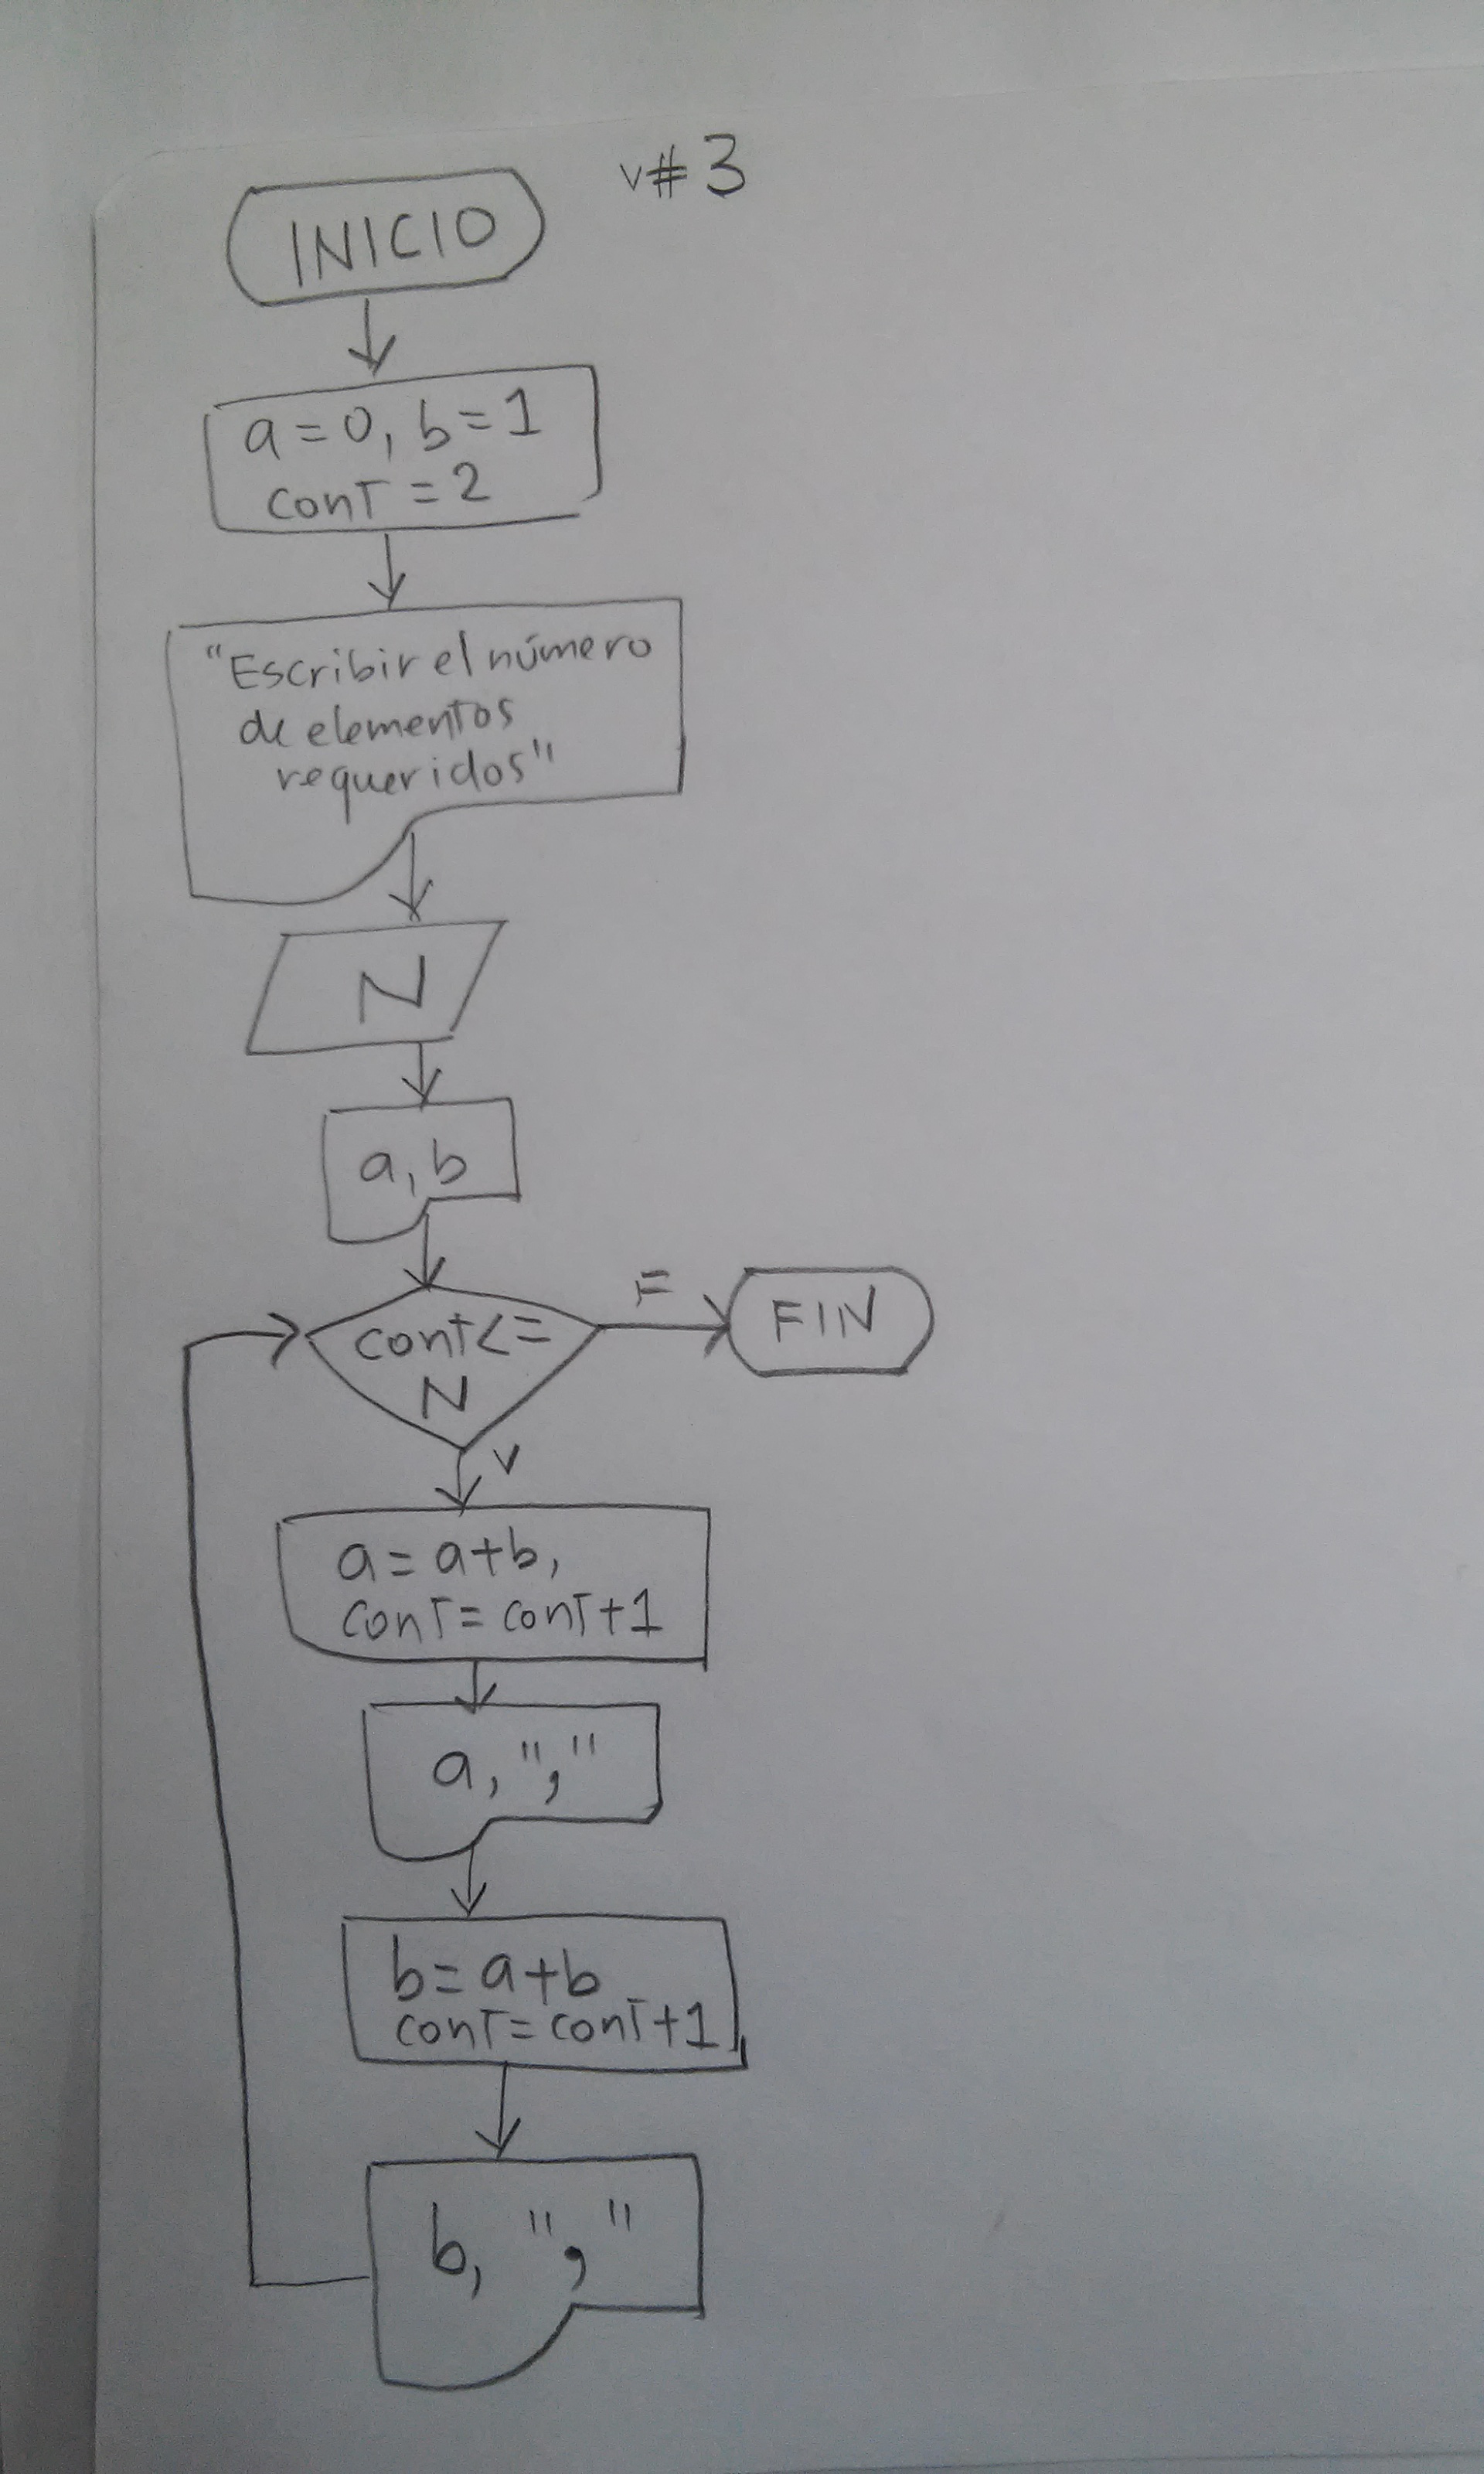 v#3
INICIO
a=0, b=1
cont=2
"Escribir el número
de elementos
requeridos"
N
a, b
cont<=
N
F
FIN
V
a=a+b,
cont=cont+1
a, ","
b=a+b
cont=cont+1
b, ","